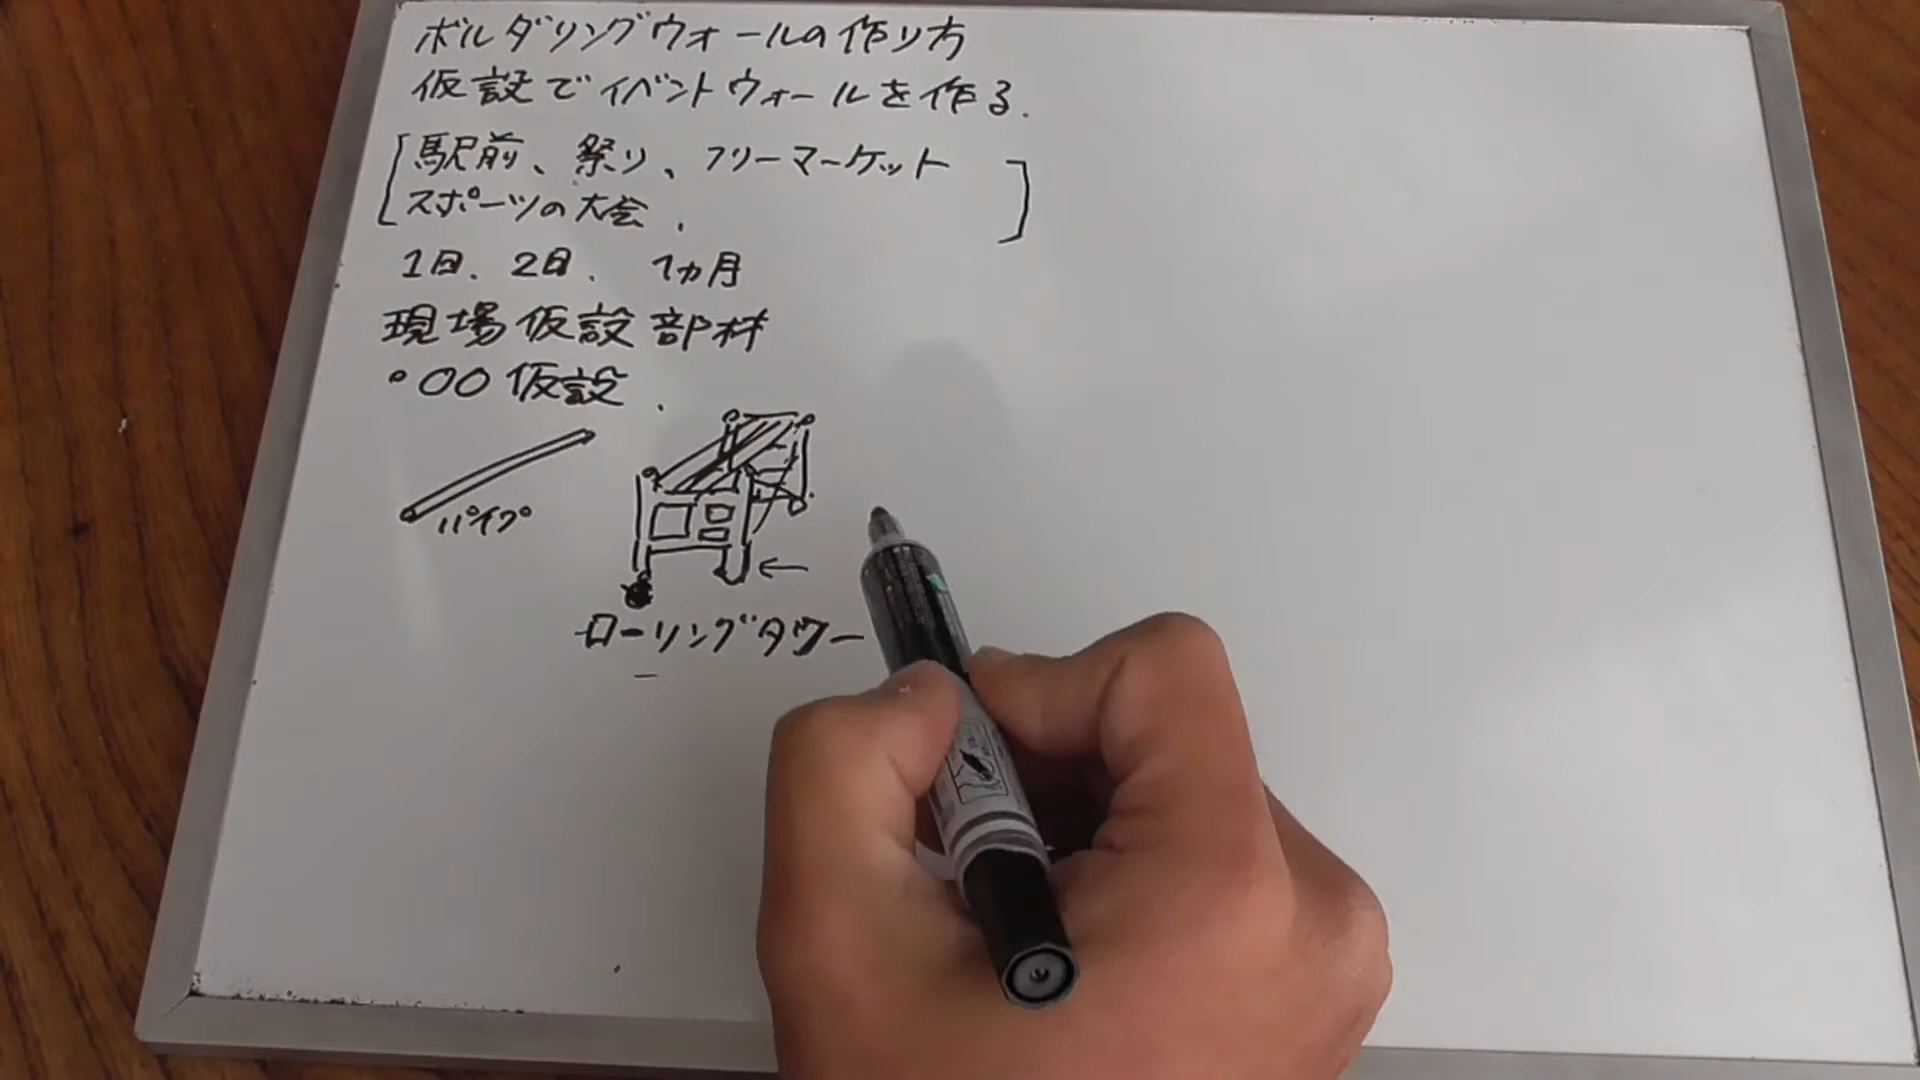 ボルダリングウォールの作り方
仮設でイベントウォールを作る.
[駅前、祭り、フリーマーケット
スポーツの大会.]
1日. 2日. 1ヵ月
現場仮設部材
・○○仮設.
パイプ
ローリングタワー